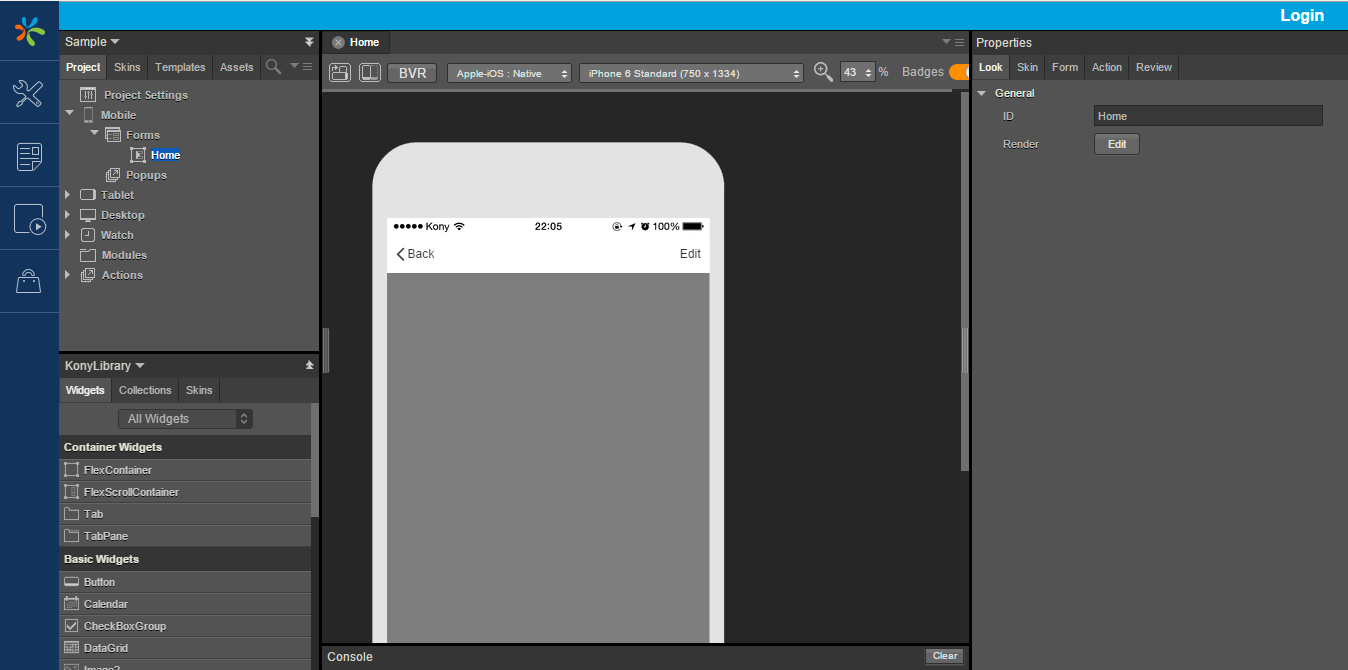 Login
Sample
Project Skins Templates Assets
Project Settings
Mobile
Forms
Home
Popups
Tablet
Desktop
Watch
Modules
Actions
KonyLibrary
Widgets Collections Skins
All Widgets
Container Widgets
FlexContainer
FlexScrollContainer
Tab
TabPane
Basic Widgets
Button
Calendar
CheckBoxGroup
DataGrid
Image2
Home
BVR Apple-iOS : Native iPhone 6 Standard (750 x 1334) 43 % Badges
Kony 22:05 100%
Back Edit
Console Clear
Properties
Look Skin Form Action Review
General
ID Home
Render Edit